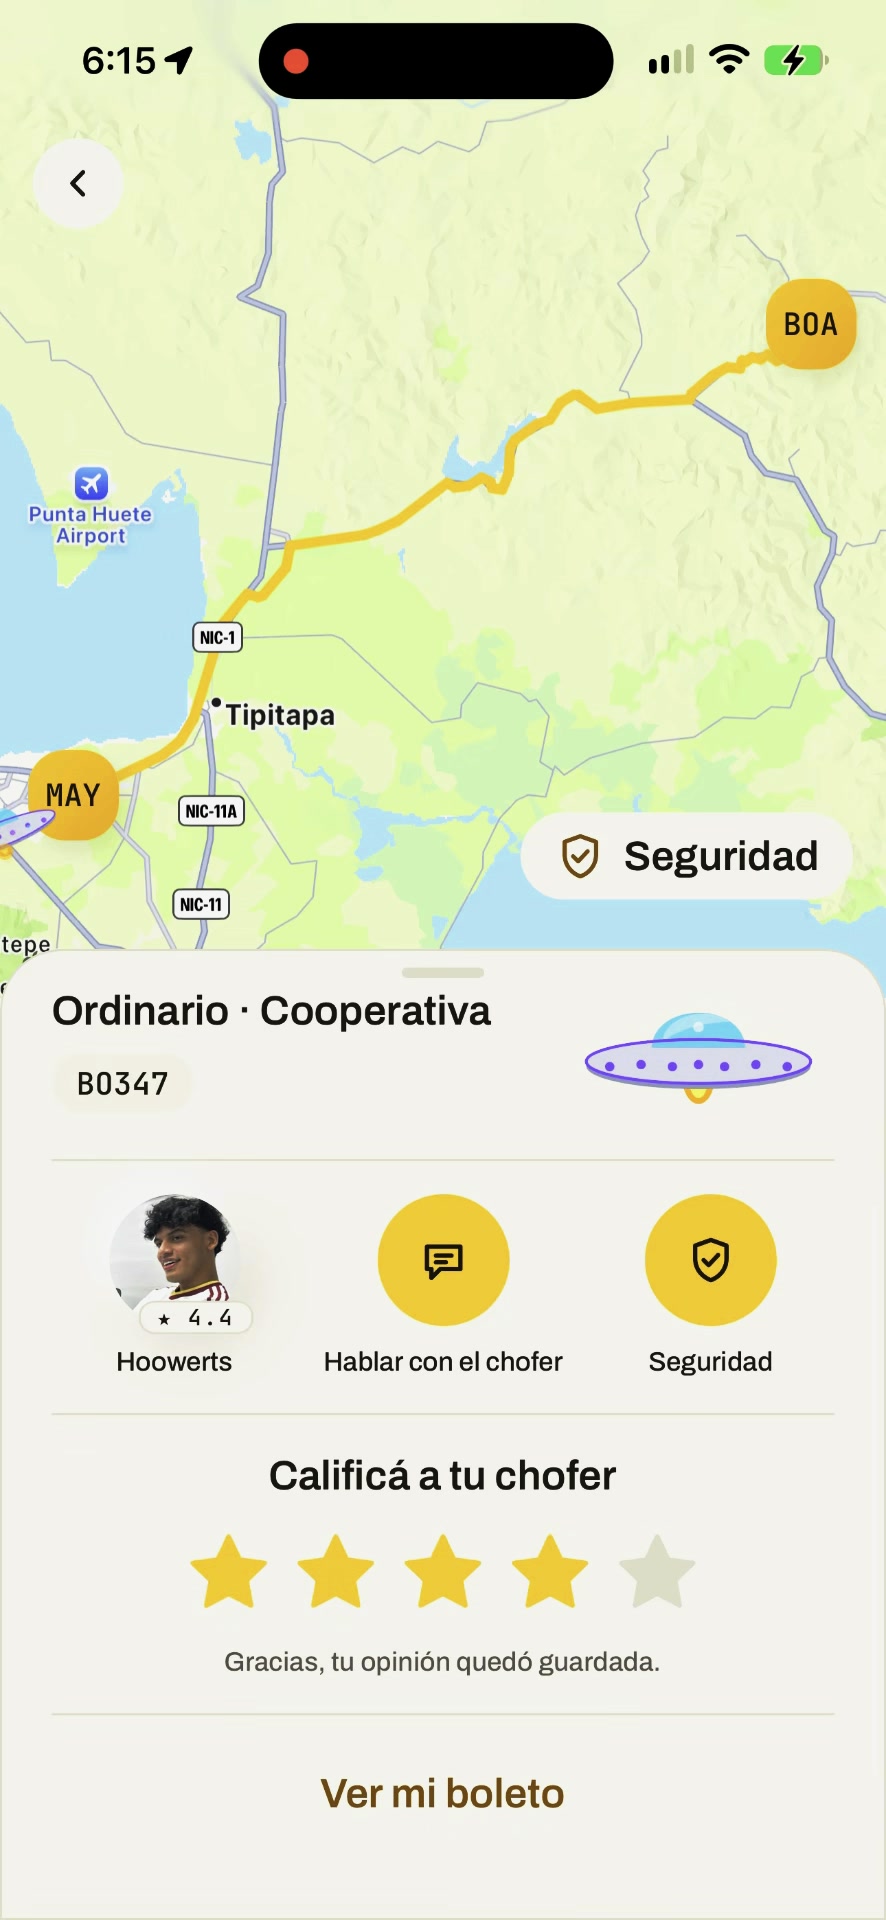 6:15
BOA
Punta Huete
Airport
NIC-1
Tipitapa
MAY
NIC-11A
Seguridad
NIC-11
tepe
Ordinario · Cooperativa
B0347
★ 4.4
Hoowerts
Hablar con el chofer
Seguridad
Calificá a tu chofer
Gracias, tu opinión quedó guardada.
Ver mi boleto